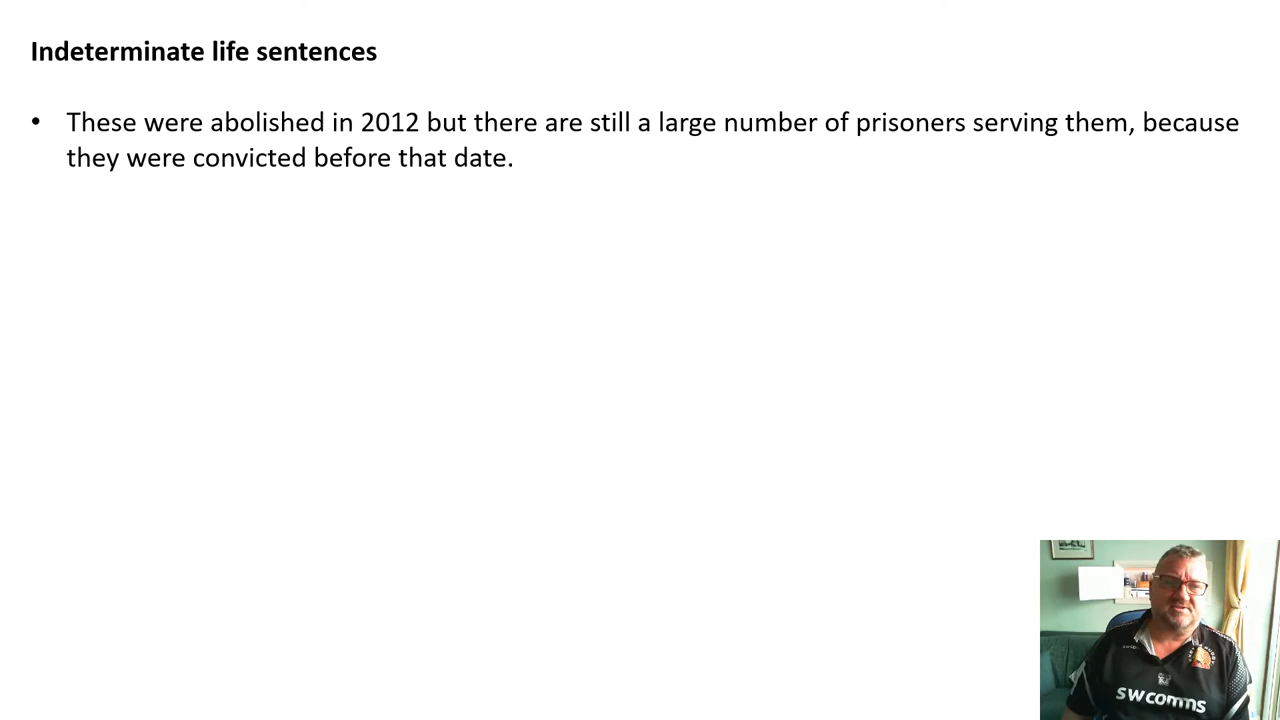 Indeterminate life sentences
• These were abolished in 2012 but there are still a large number of prisoners serving them, because
they were convicted before that date.
swcomms